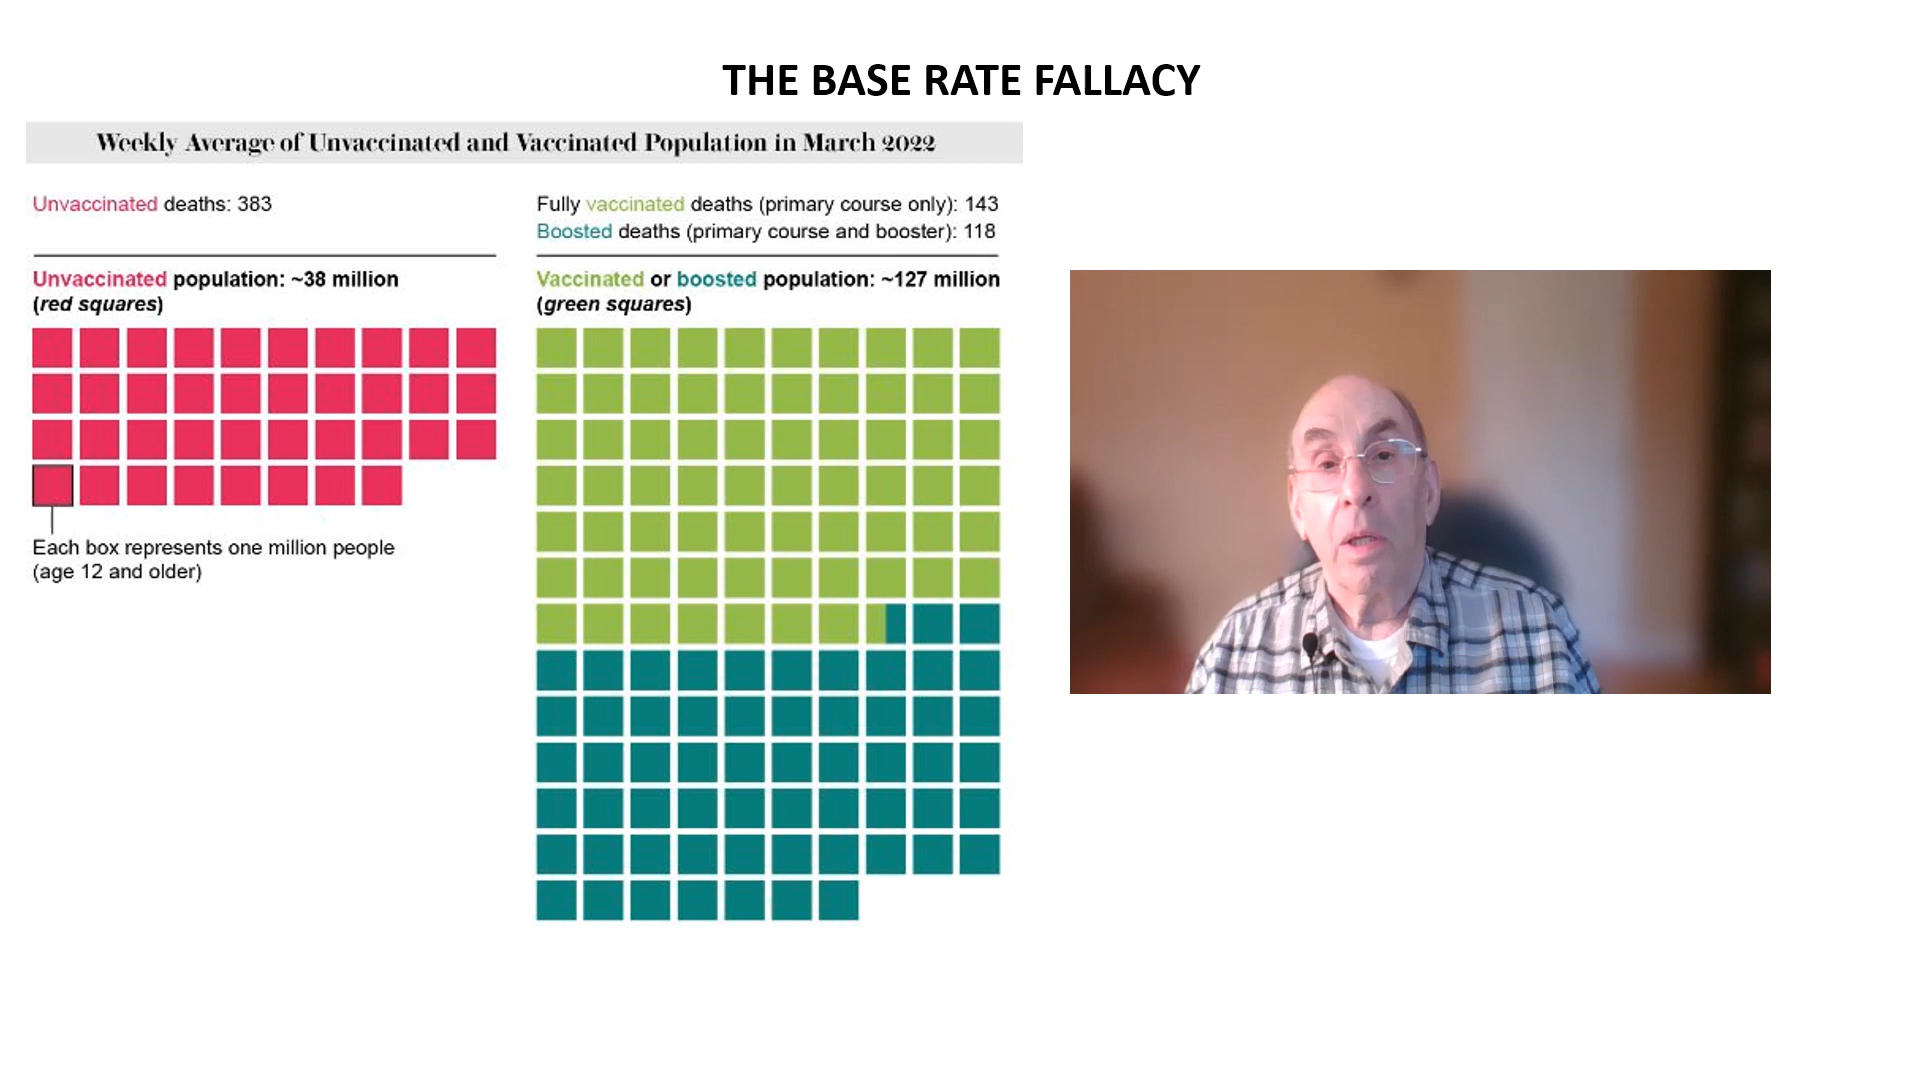 THE BASE RATE FALLACY
Weekly Average of Unvaccinated and Vaccinated Population in March 2022
Unvaccinated deaths: 383
Unvaccinated population: ~38 million
(red squares)
Each box represents one million people
(age 12 and older)
Fully vaccinated deaths (primary course only): 143
Boosted deaths (primary course and booster): 118
Vaccinated or boosted population: ~127 million
(green squares)